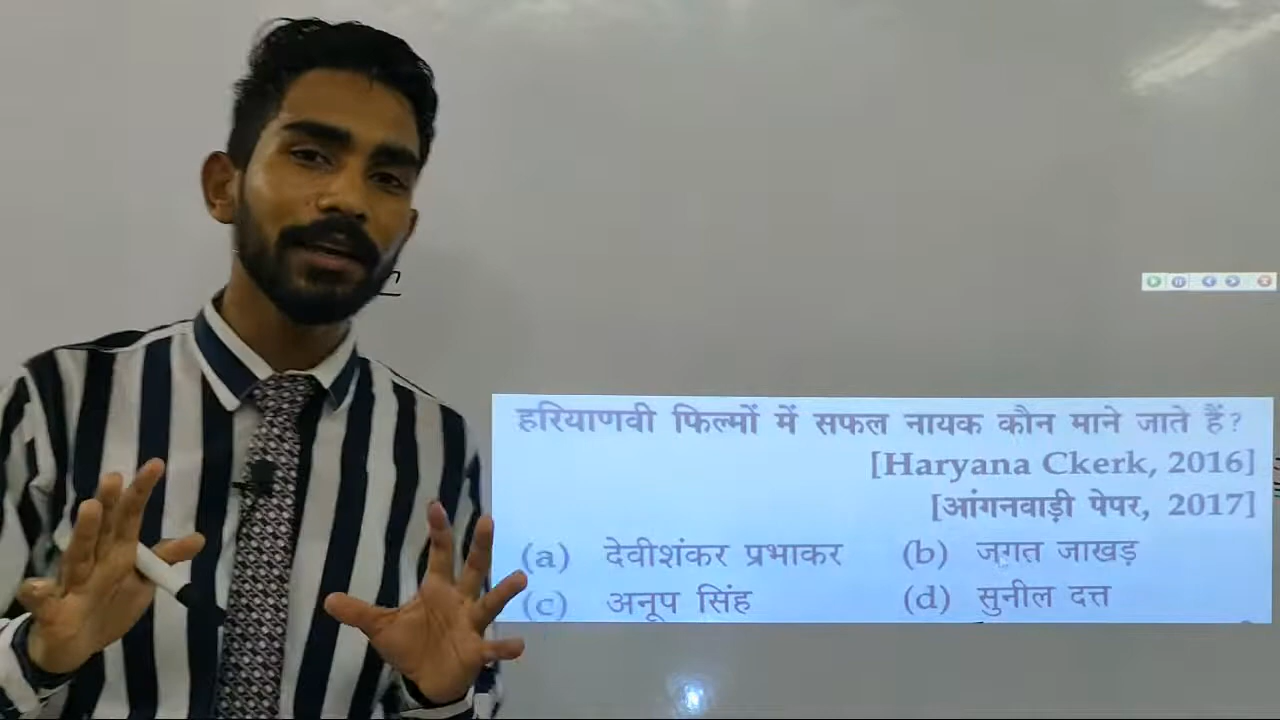 हरियाणवी फिल्मों में सफल नायक कौन माने जाते हैं?
[Haryana Ckerk, 2016]
[आंगनवाड़ी पेपर, 2017]
(a) देवीशंकर प्रभाकर (b) जगत जाखड़
(c) अनूप सिंह (d) सुनील दत्त